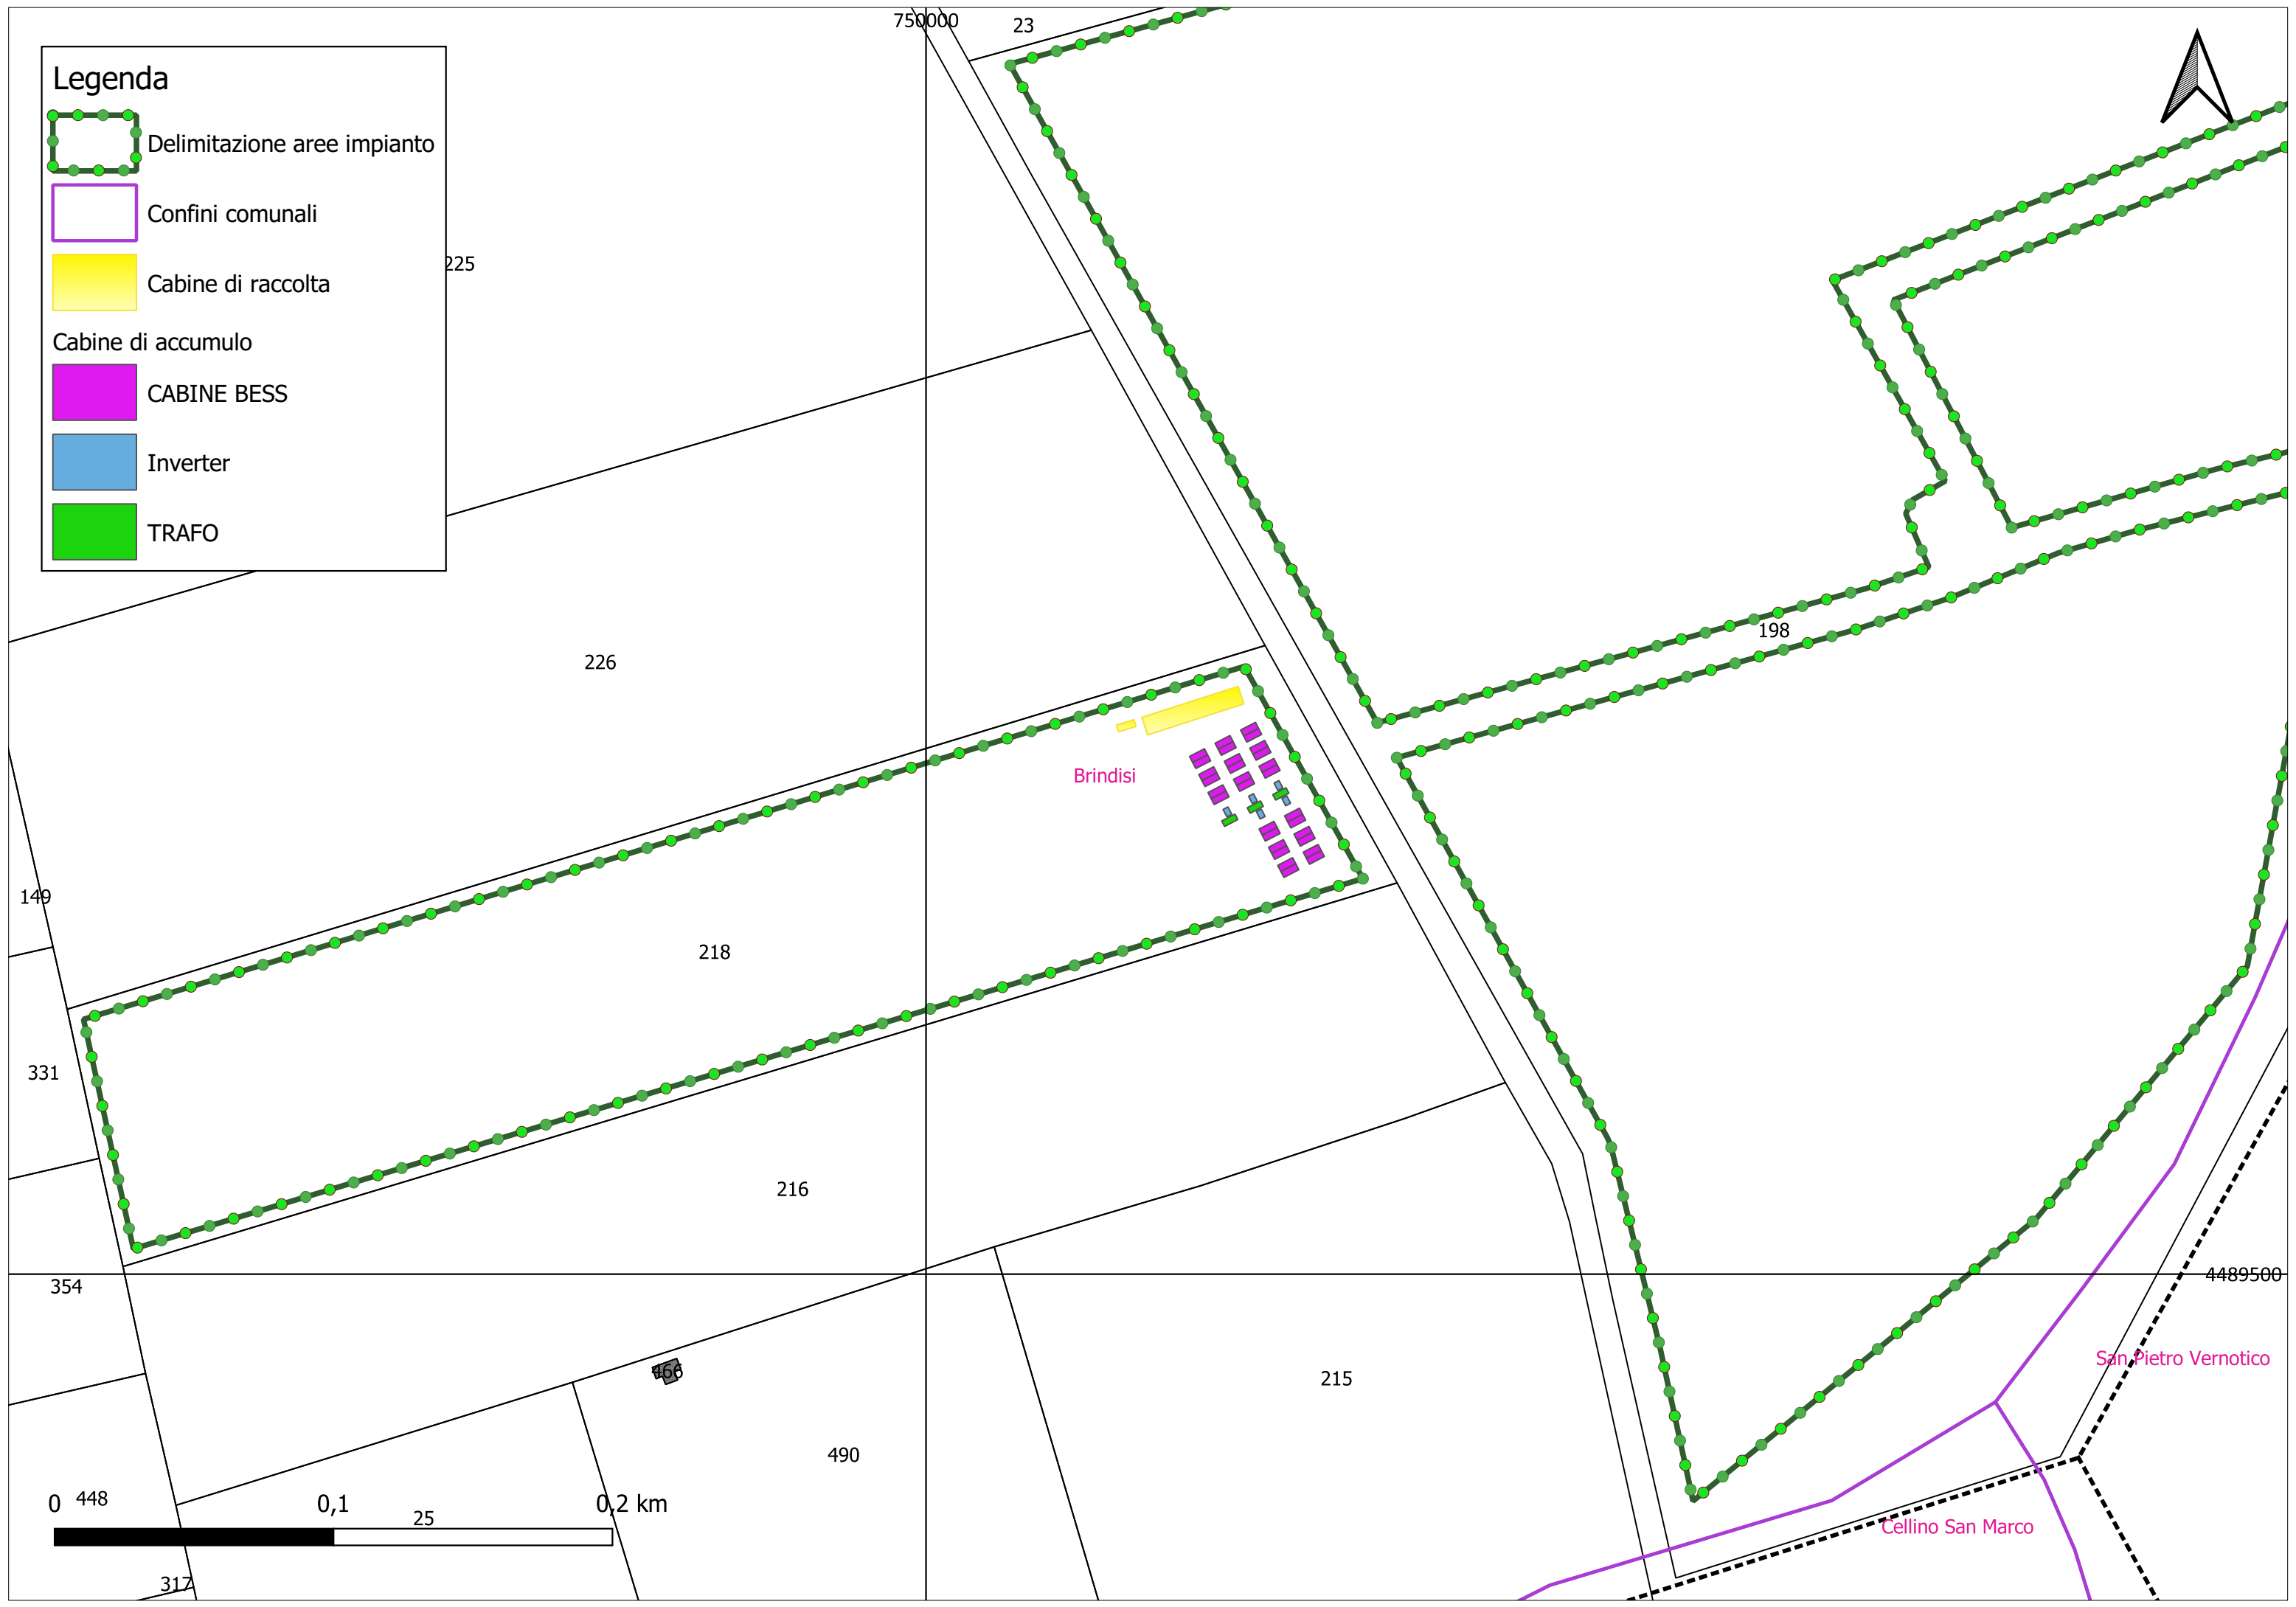 750000
23
Legenda
Delimitazione aree impianto
Confini comunali
225
Cabine di raccolta
Cabine di accumulo
CABINE BESS
Inverter
TRAFO
198
226
Brindisi
149
218
331
216
4489500
354
San Pietro Vernotico
466
215
490
0 448 0,1 0,2 km
25
Cellino San Marco
317